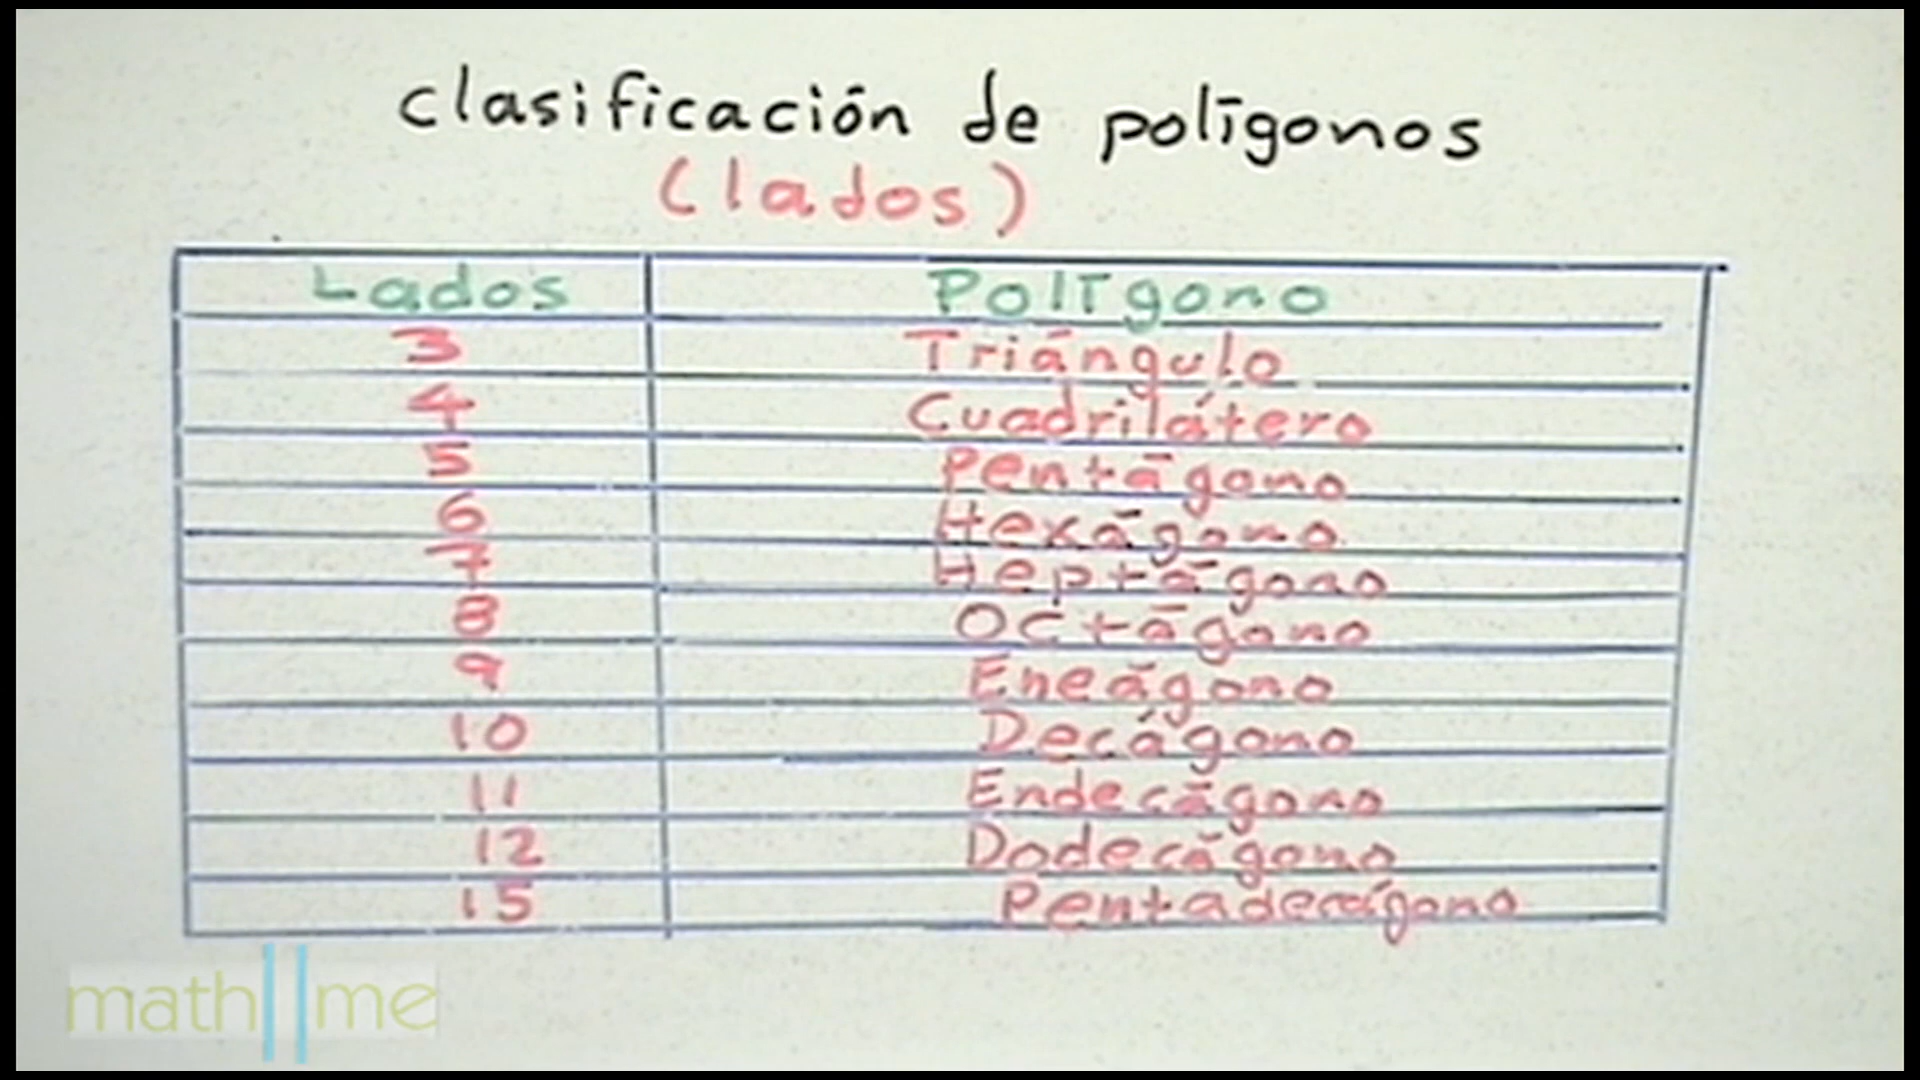 clasificación de polígonos
(lados)
Lados Polígono
3 Triángulo
4 Cuadrilátero
5 Pentágono
6 Hexágono
7 Heptágono
8 Octágono
9 Eneágono
10 Decágono
11 Endecágono
12 Dodecágono
15 Pentadecágono
math||me